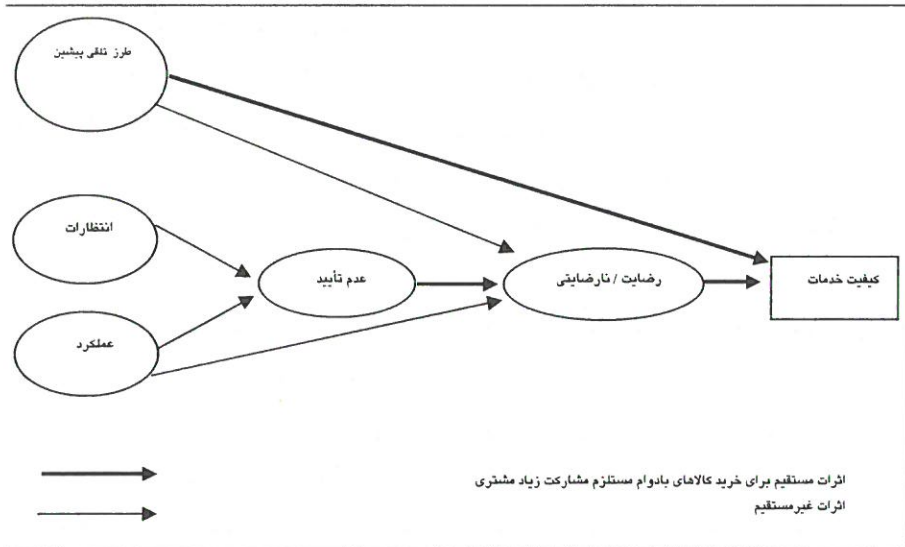 طرز تلقی پیشین
انتظارات
عدم تأیید
رضایت / نارضایتی
کیفیت خدمات
عملکرد
اثرات مستقیم برای خرید کالاهای بادوام مستلزم مشارکت زیاد مشتری
اثرات غیرمستقیم